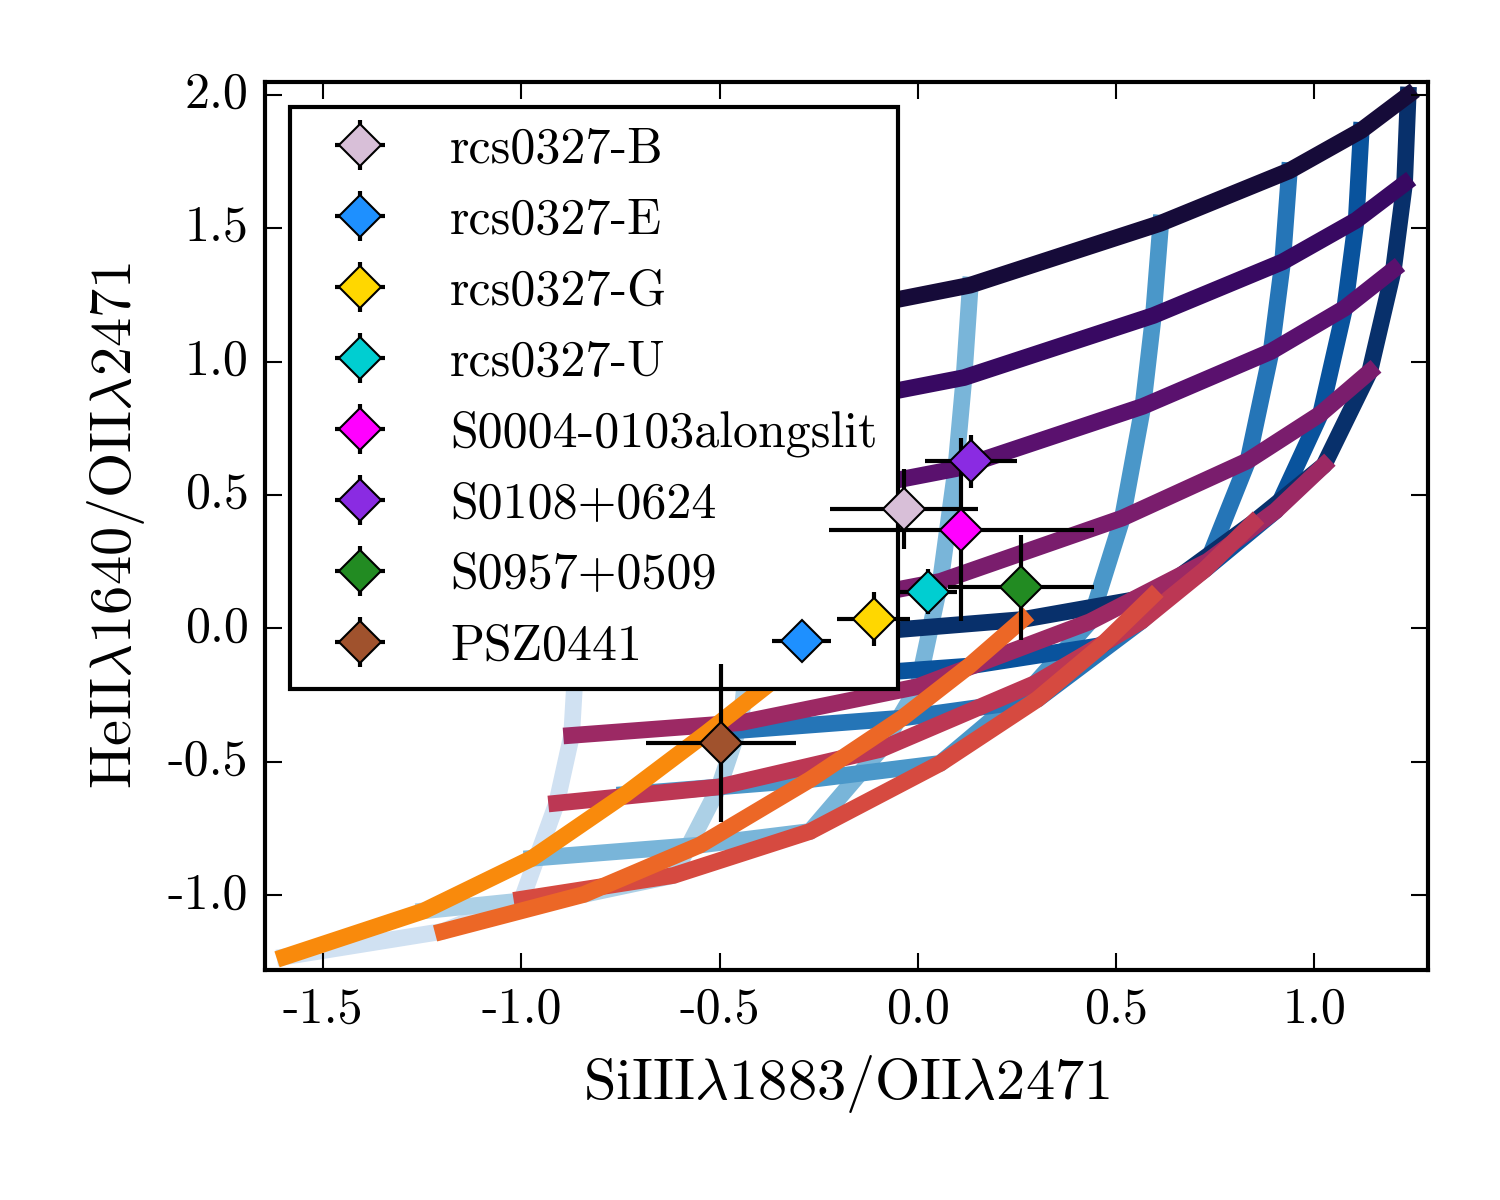 HeIIλ1640/OIIλ2471
2.0
1.5
1.0
0.5
0.0
-0.5
-1.0
rcs0327-B
rcs0327-E
rcs0327-G
rcs0327-U
S0004-0103alongslit
S0108+0624
S0957+0509
PSZ0441
-1.5 -1.0 -0.5 0.0 0.5 1.0
SiIIIλ1883/OIIλ2471